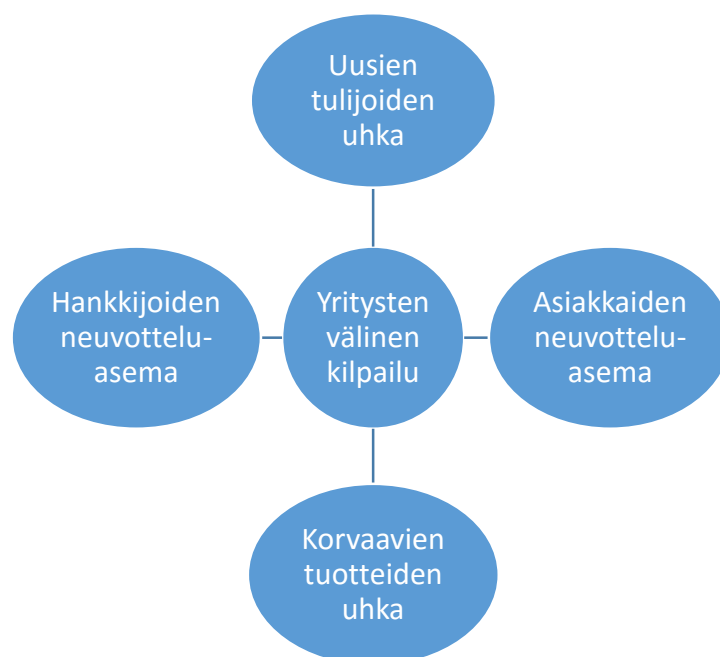 Uusien
tulijoiden
uhka
Hankkijoiden
neuvottelu-
asema
Yritysten
välinen
kilpailu
Asiakkaiden
neuvottelu-
asema
Korvaavien
tuotteiden
uhka